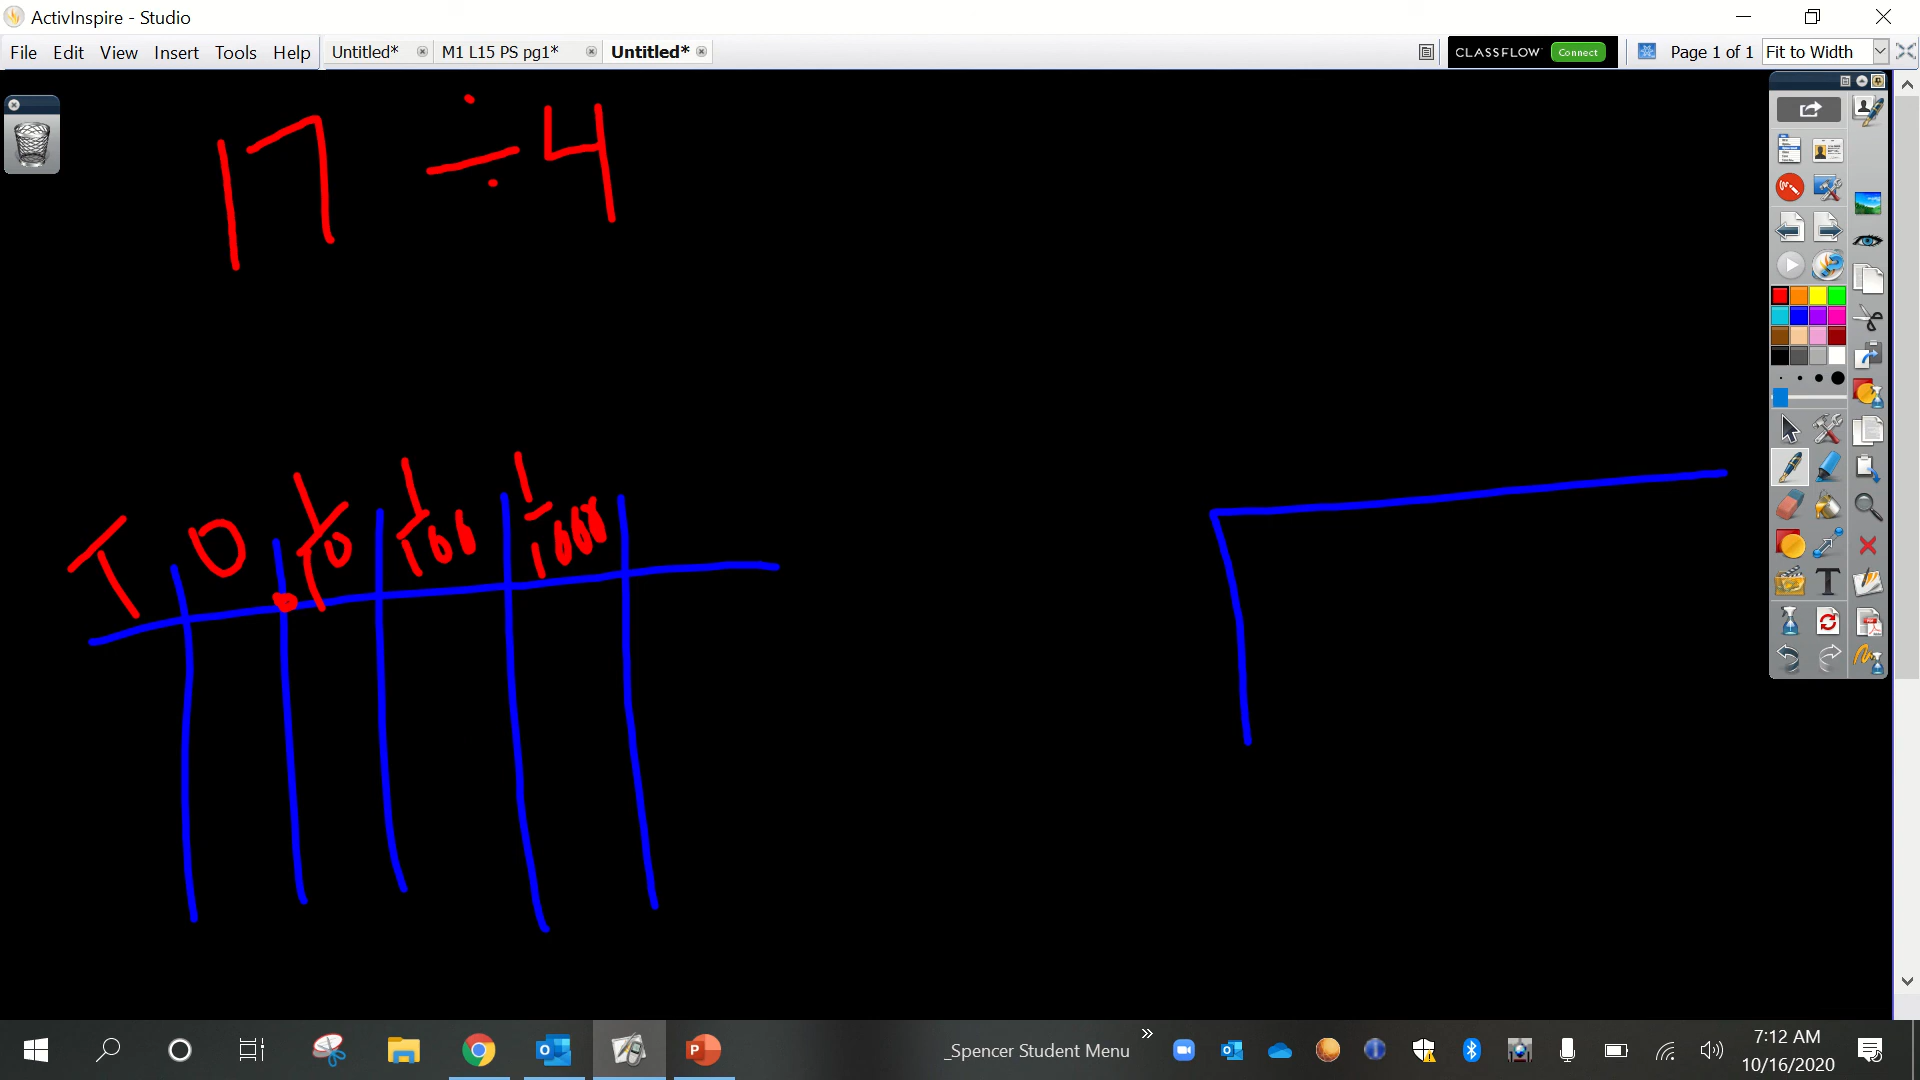 ActivInspire - Studio
File Edit View Insert Tools Help Untitled* M1 L15 PS pg1* Untitled* CLASSFLOW Connect Page 1 of 1 Fit to Width
17 ÷ 4
T O . 1/10 1/100 1/1000
_Spencer Student Menu »
7:12 AM
10/16/2020